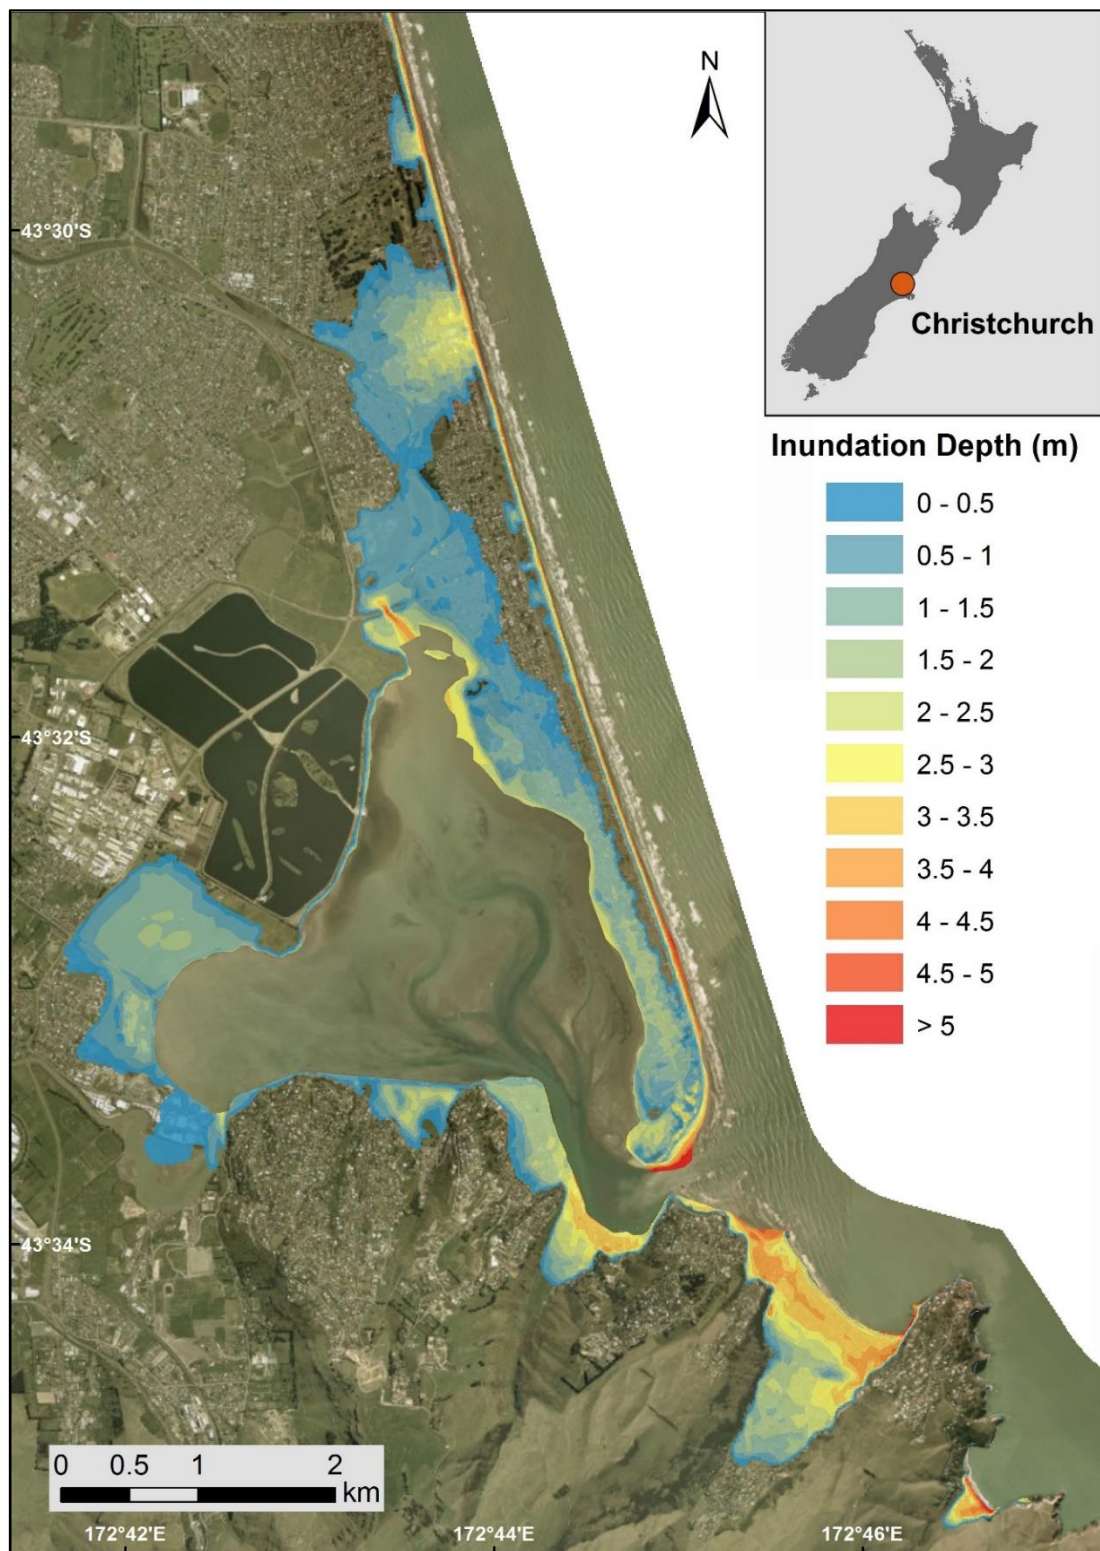 N
Christchurch
43°30'S
Inundation Depth (m)
0 - 0.5
0.5 - 1
1 - 1.5
1.5 - 2
2 - 2.5
2.5 - 3
3 - 3.5
3.5 - 4
4 - 4.5
4.5 - 5
> 5
43°32'S
43°34'S
0 0.5 1 2
km
172°42'E 172°44'E 172°46'E